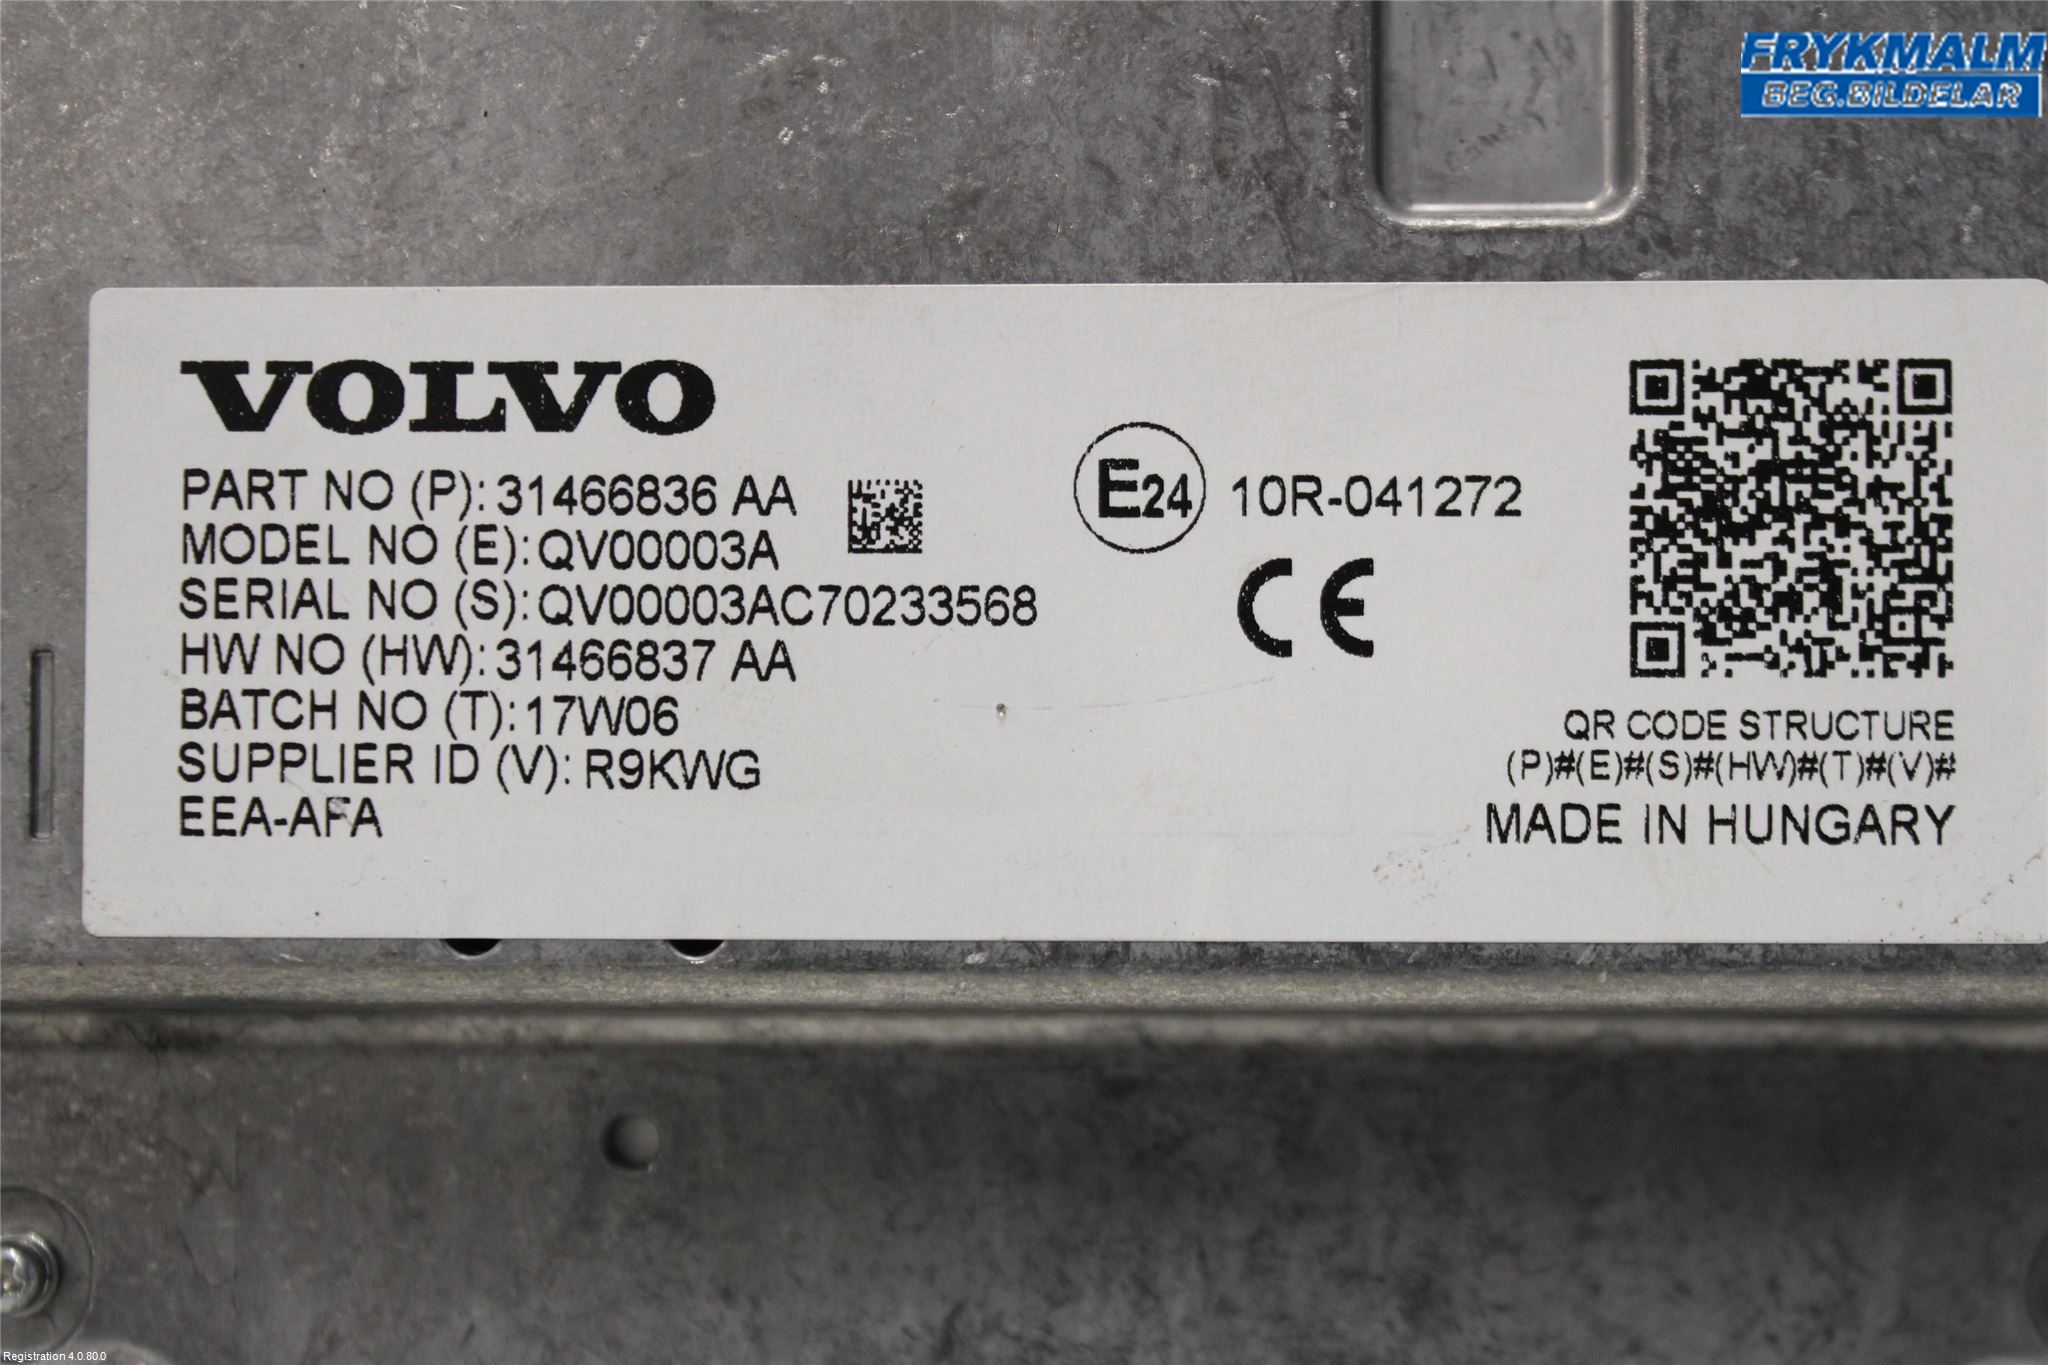 FRYKMALM
BEG.BILDELAR
VOLVO
PART NO (P): 31466836 AA
MODEL NO (E): QV00003A
SERIAL NO (S): QV00003AC70233568
HW NO (HW): 31466837 AA
BATCH NO (T): 17W06
SUPPLIER ID (V): R9KWG
EEA-AFA
E24 10R-041272
CE
QR CODE STRUCTURE
(P)#(E)#(S)#(HW)#(T)#(V)#
MADE IN HUNGARY
Registration 4.0.80.0